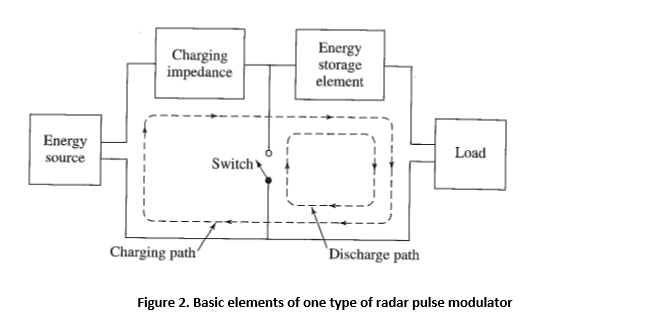 Charging
impedance
Energy
storage
element
Energy
source
Switch
Load
Charging path
Discharge path
Figure 2. Basic elements of one type of radar pulse modulator